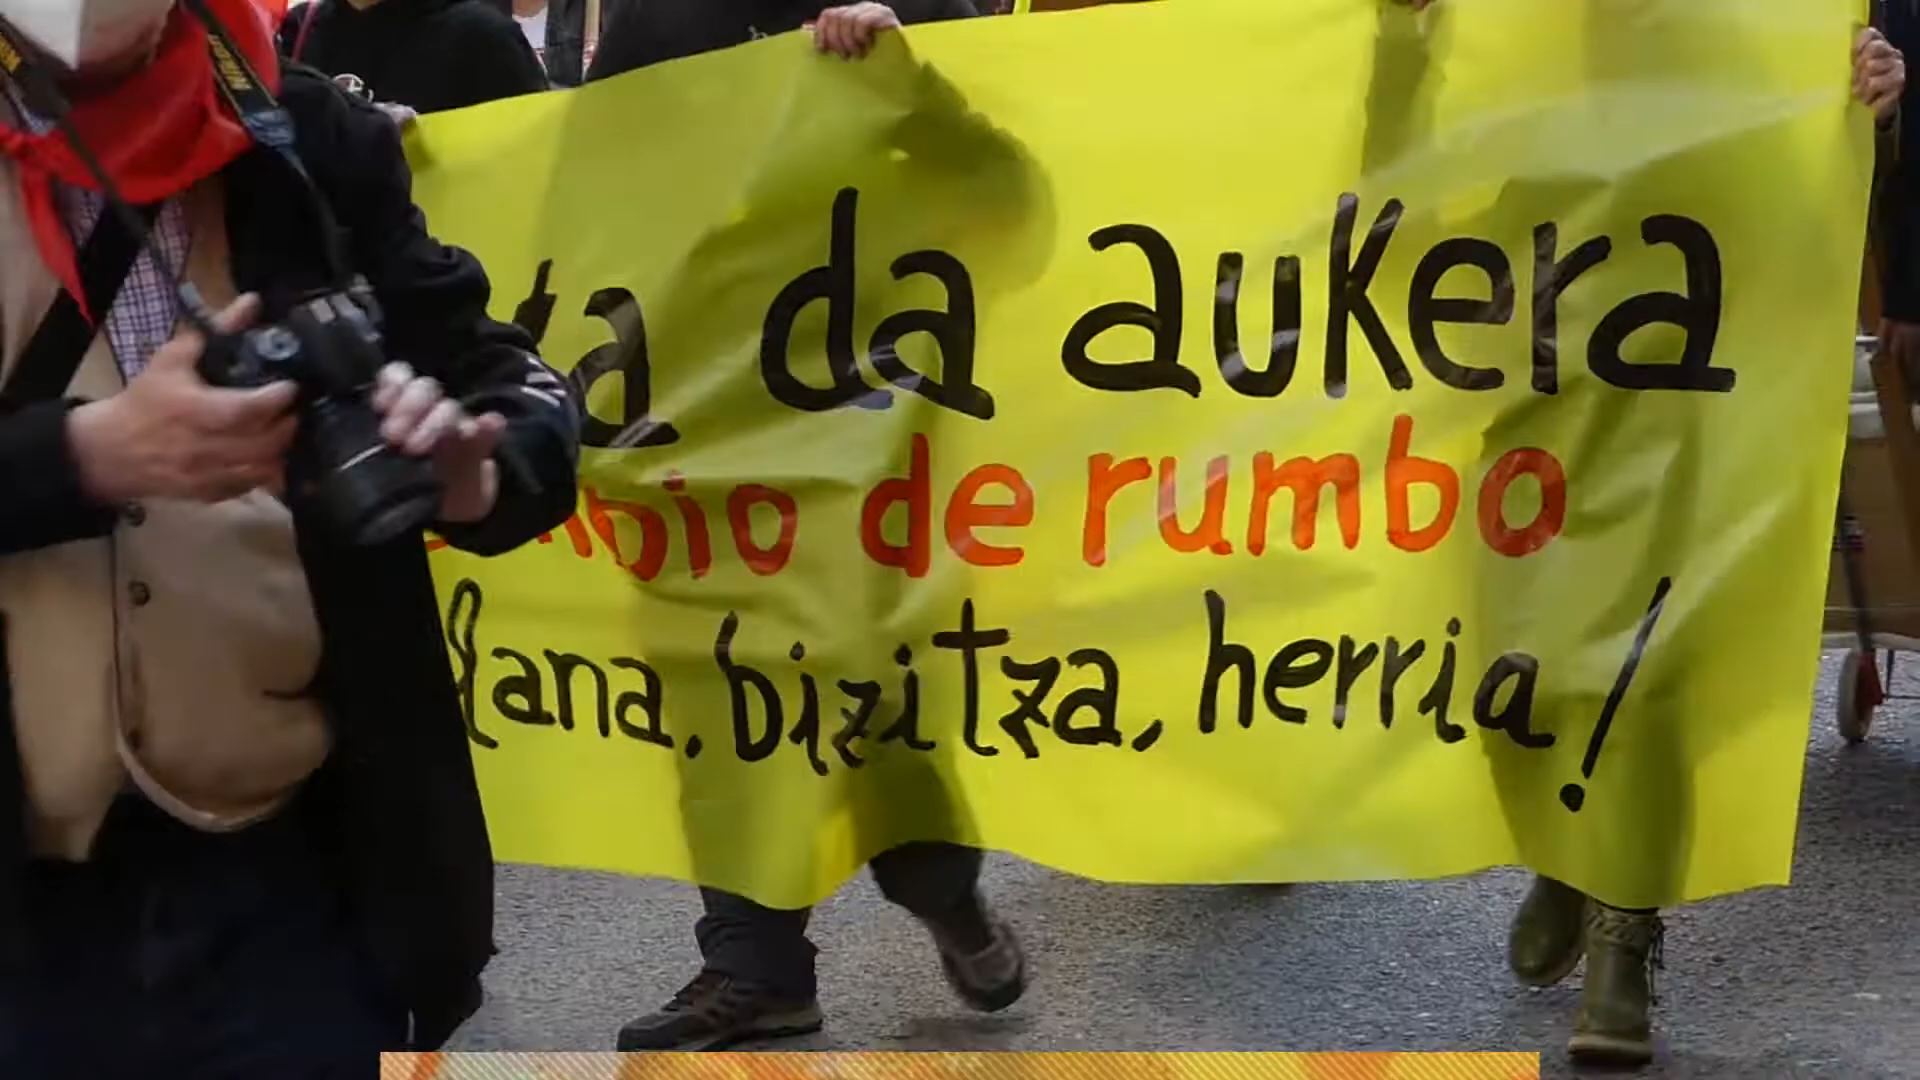 da aukera
de rumbo
lana, bizitza, herria!